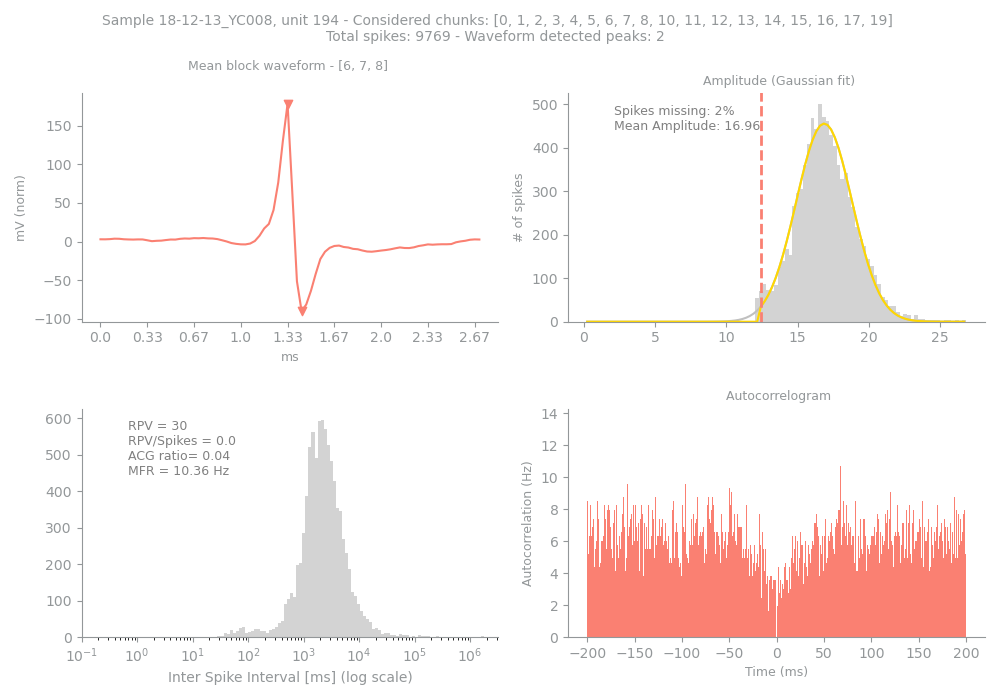 Sample 18-12-13_YC008, unit 194 - Considered chunks: [0, 1, 2, 3, 4, 5, 6, 7, 8, 10, 11, 12, 13, 14, 15, 16, 17, 19]
Total spikes: 9769 - Waveform detected peaks: 2
Mean block waveform - [6, 7, 8]
mV (norm)
150
100
50
0
−50
−100
0.0 0.33 0.67 1.0 1.33 1.67 2.0 2.33 2.67
ms
Amplitude (Gaussian fit)
Spikes missing: 2%
Mean Amplitude: 16.96
# of spikes
500
400
300
200
100
0
0 5 10 15 20 25
RPV = 30
RPV/Spikes = 0.0
ACG ratio= 0.04
MFR = 10.36 Hz
600
500
400
300
200
100
0
10⁻¹ 10⁰ 10¹ 10² 10³ 10⁴ 10⁵ 10⁶
Inter Spike Interval [ms] (log scale)
Autocorrelogram
Autocorrelation (Hz)
14
12
10
8
6
4
2
0
−200 −150 −100 −50 0 50 100 150 200
Time (ms)